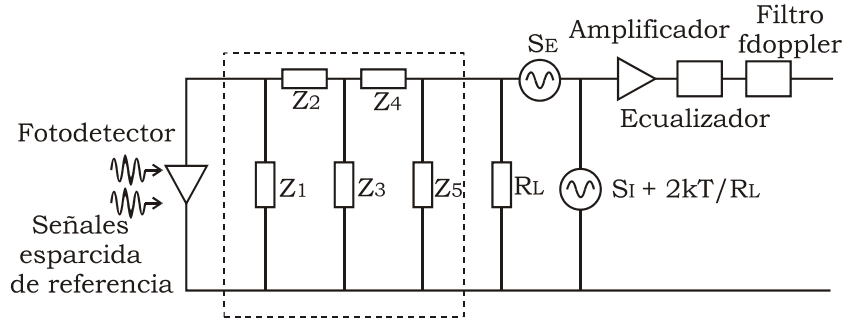 Filtro
fdoppler
Amplificador
SE
Z2
Z4
Ecualizador
Fotodetector
Z1
Z3
Z5
RL
SI + 2kT/RL
Señales
esparcida
de referencia